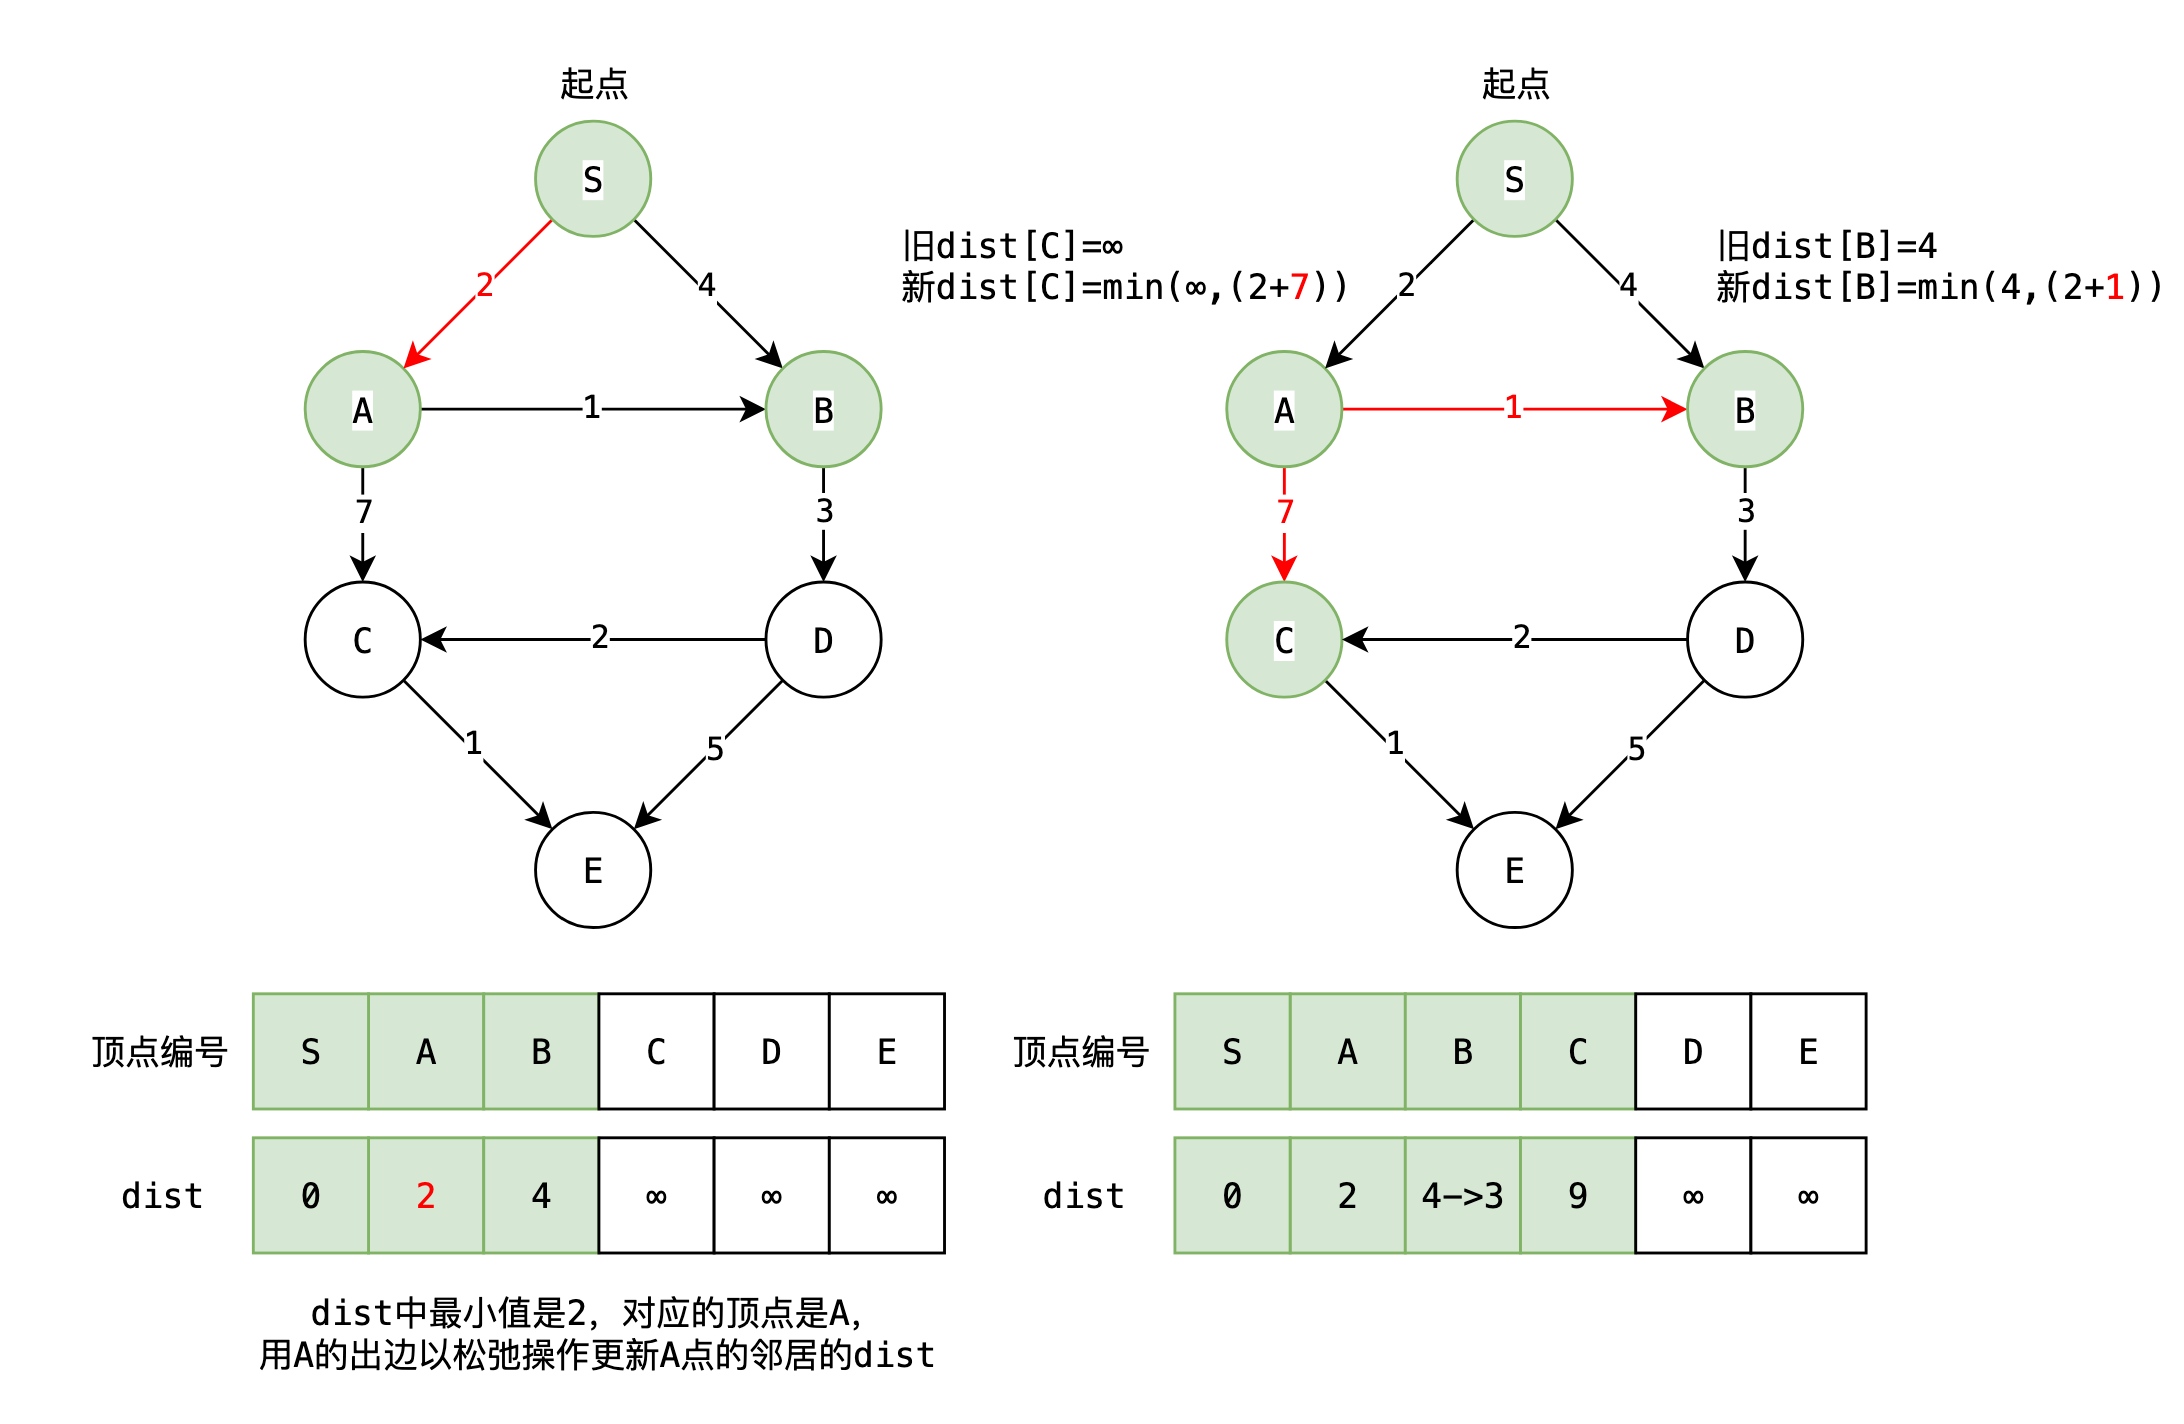 起点
S
2
4
A
1
B
7
3
C
2
D
1
5
E
旧dist[C]=∞
新dist[C]=min(∞,(2+7))
起点
S
2
4
旧dist[B]=4
新dist[B]=min(4,(2+1))
A
1
B
7
3
C
2
D
1
5
E
顶点编号 S A B C D E
dist 0 2 4 ∞ ∞ ∞
dist中最小值是2，对应的顶点是A，
用A的出边以松弛操作更新A点的邻居的dist
顶点编号 S A B C D E
dist 0 2 4->3 9 ∞ ∞